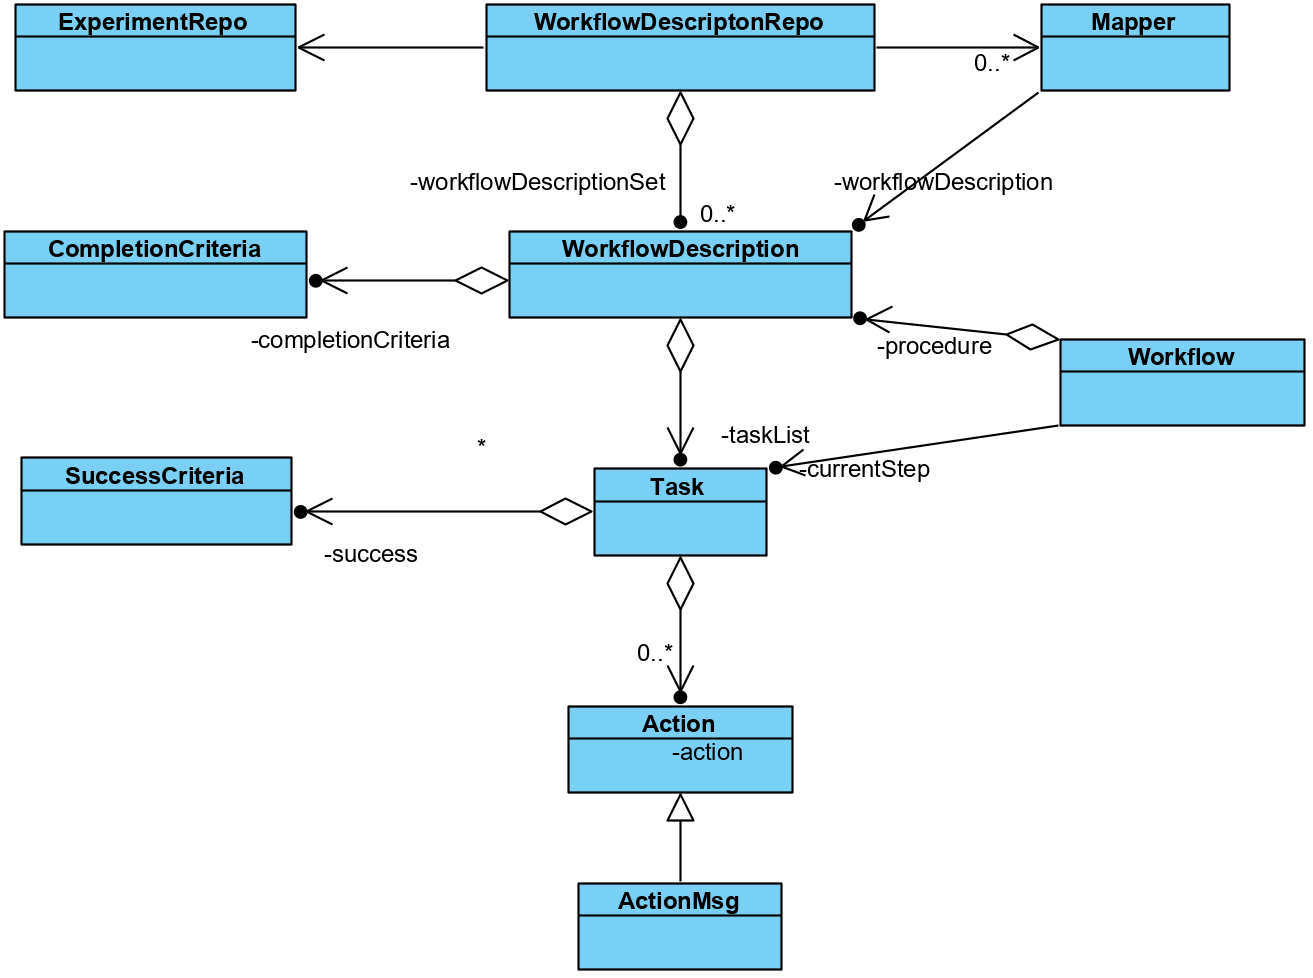 ExperimentRepo
WorkflowDescriptonRepo
Mapper
0..*
-workflowDescriptionSet
-workflowDescription
0..*
CompletionCriteria
WorkflowDescription
-completionCriteria
-procedure
Workflow
*
-taskList
-currentStep
SuccessCriteria
Task
-success
0..*
Action
-action
ActionMsg